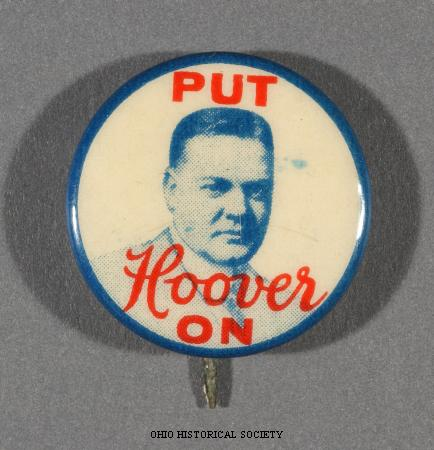 PUT
Hoover
ON
OHIO HISTORICAL SOCIETY